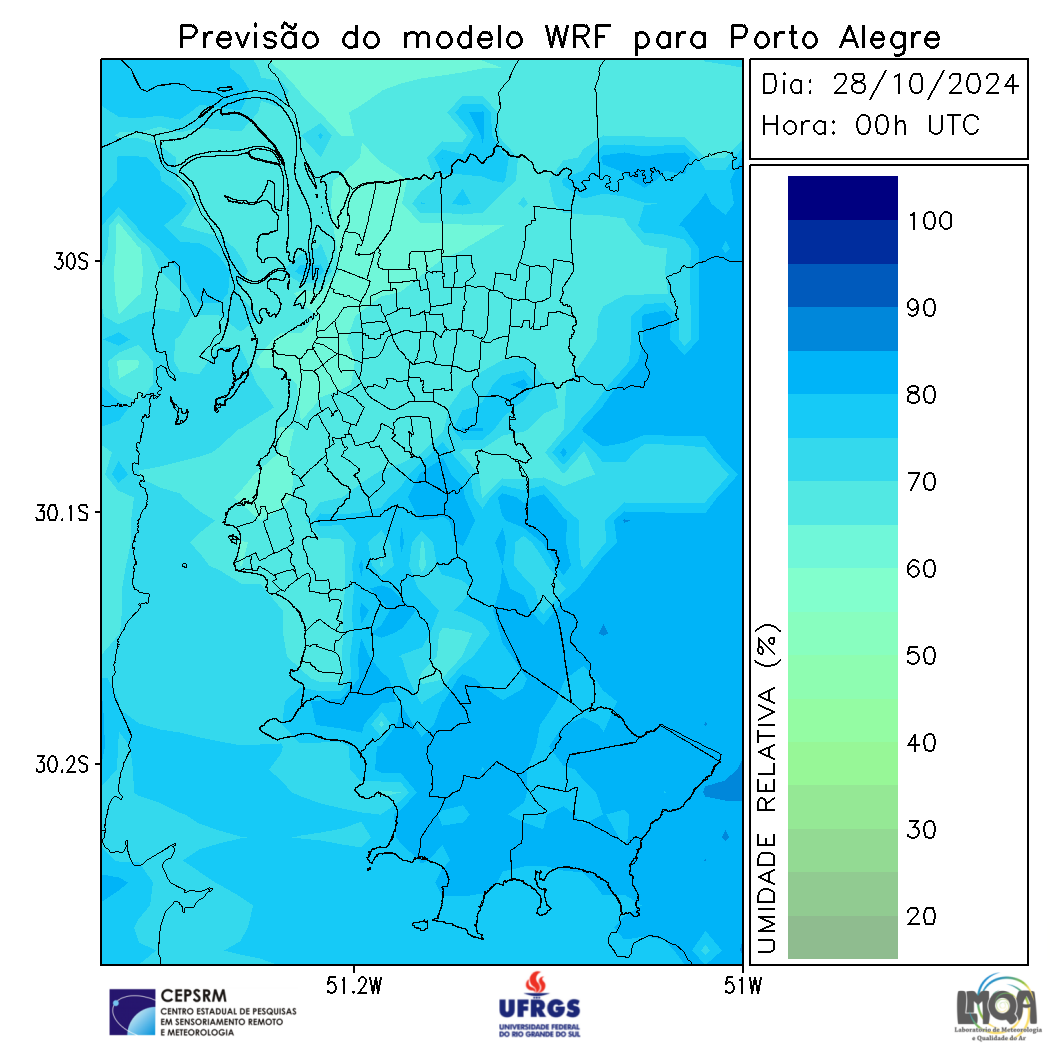 Previsão do modelo WRF para Porto Alegre
Dia: 28/10/2024
Hora: 00h UTC
30S
30.1S
30.2S
51.2W
51W
100
90
80
70
60
50
40
30
20
UMIDADE RELATIVA (%)
CEPSRM
CENTRO ESTADUAL DE PESQUISAS
EM SENSORIAMENTO REMOTO
E METEOROLOGIA
UFRGS
UNIVERSIDADE FEDERAL
DO RIO GRANDE DO SUL
LMQA
Laboratório de Meteorologia
e Qualidade do Ar